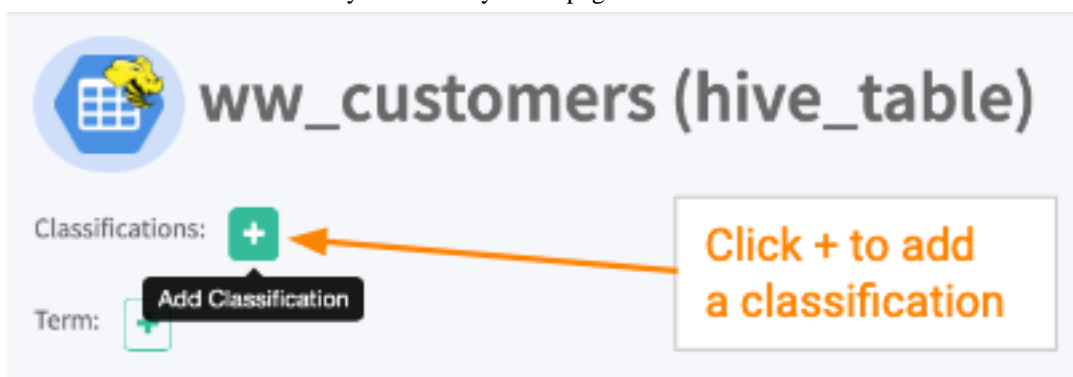 ww_customers (hive_table)
Classifications: +
Click + to add
a classification
Add Classification
Term: +